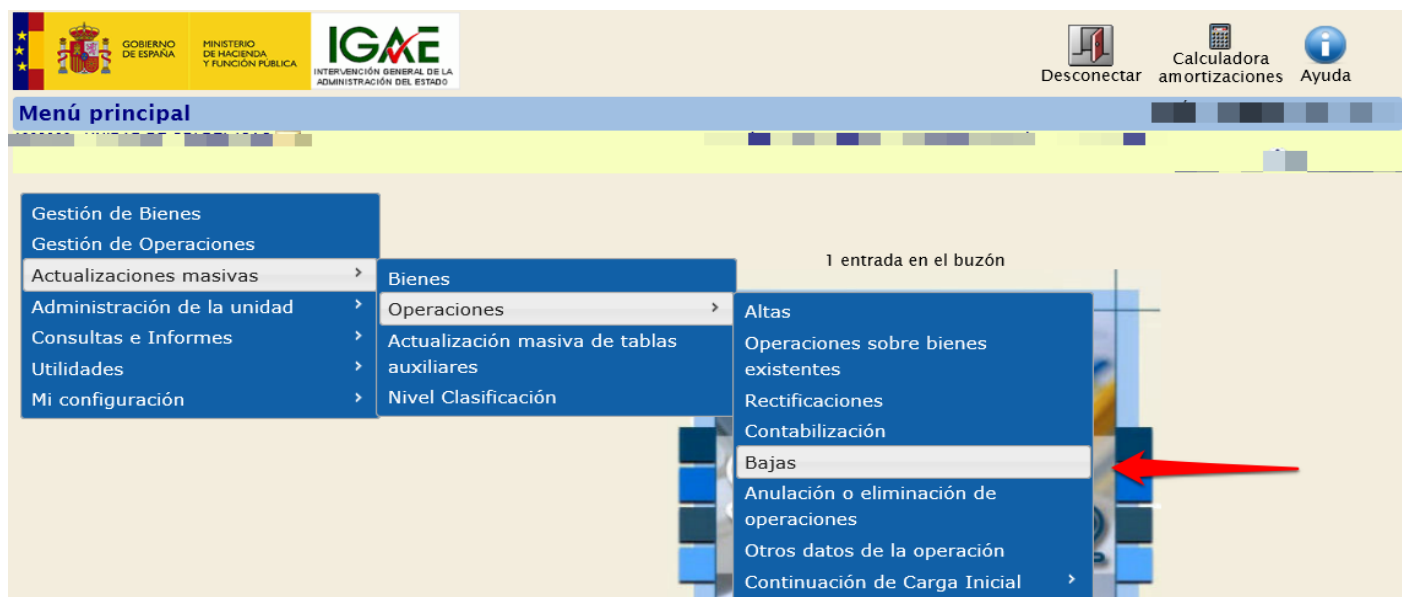 GOBIERNO
DE ESPAÑA
MINISTERIO
DE HACIENDA
Y FUNCIÓN PÚBLICA
IGAE
INTERVENCIÓN GENERAL DE LA
ADMINISTRACIÓN DEL ESTADO
Desconectar
Calculadora
amortizaciones
Ayuda
Menú principal
Gestión de Bienes
Gestión de Operaciones
Actualizaciones masivas
Administración de la unidad
Consultas e Informes
Utilidades
Mi configuración
Bienes
Operaciones
Actualización masiva de tablas
auxiliares
Nivel Clasificación
1 entrada en el buzón
Altas
Operaciones sobre bienes
existentes
Rectificaciones
Contabilización
Bajas
Anulación o eliminación de
operaciones
Otros datos de la operación
Continuación de Carga Inicial